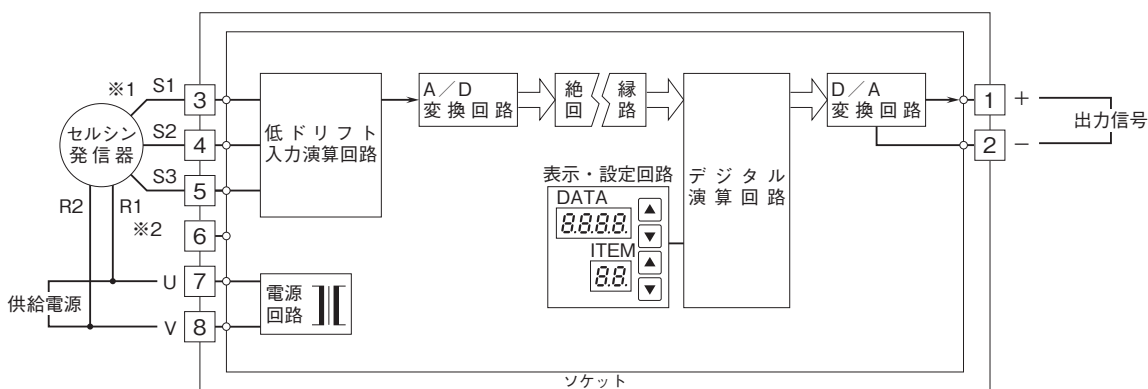 ※1
S1
S2
S3
セルシン
発信器
R2
R1
※2
3
4
5
6
7
8
U
V
供給電源
低ドリフト
入力演算回路
電源
回路
A/D
変換回路
絶 縁
回 路
表示・設定回路
DATA
8.8.8.8.
ITEM
8.8.
▲
▼
▲
▼
デジタル
演算回路
D/A
変換回路
1
2
+
−
出力信号
ソケット